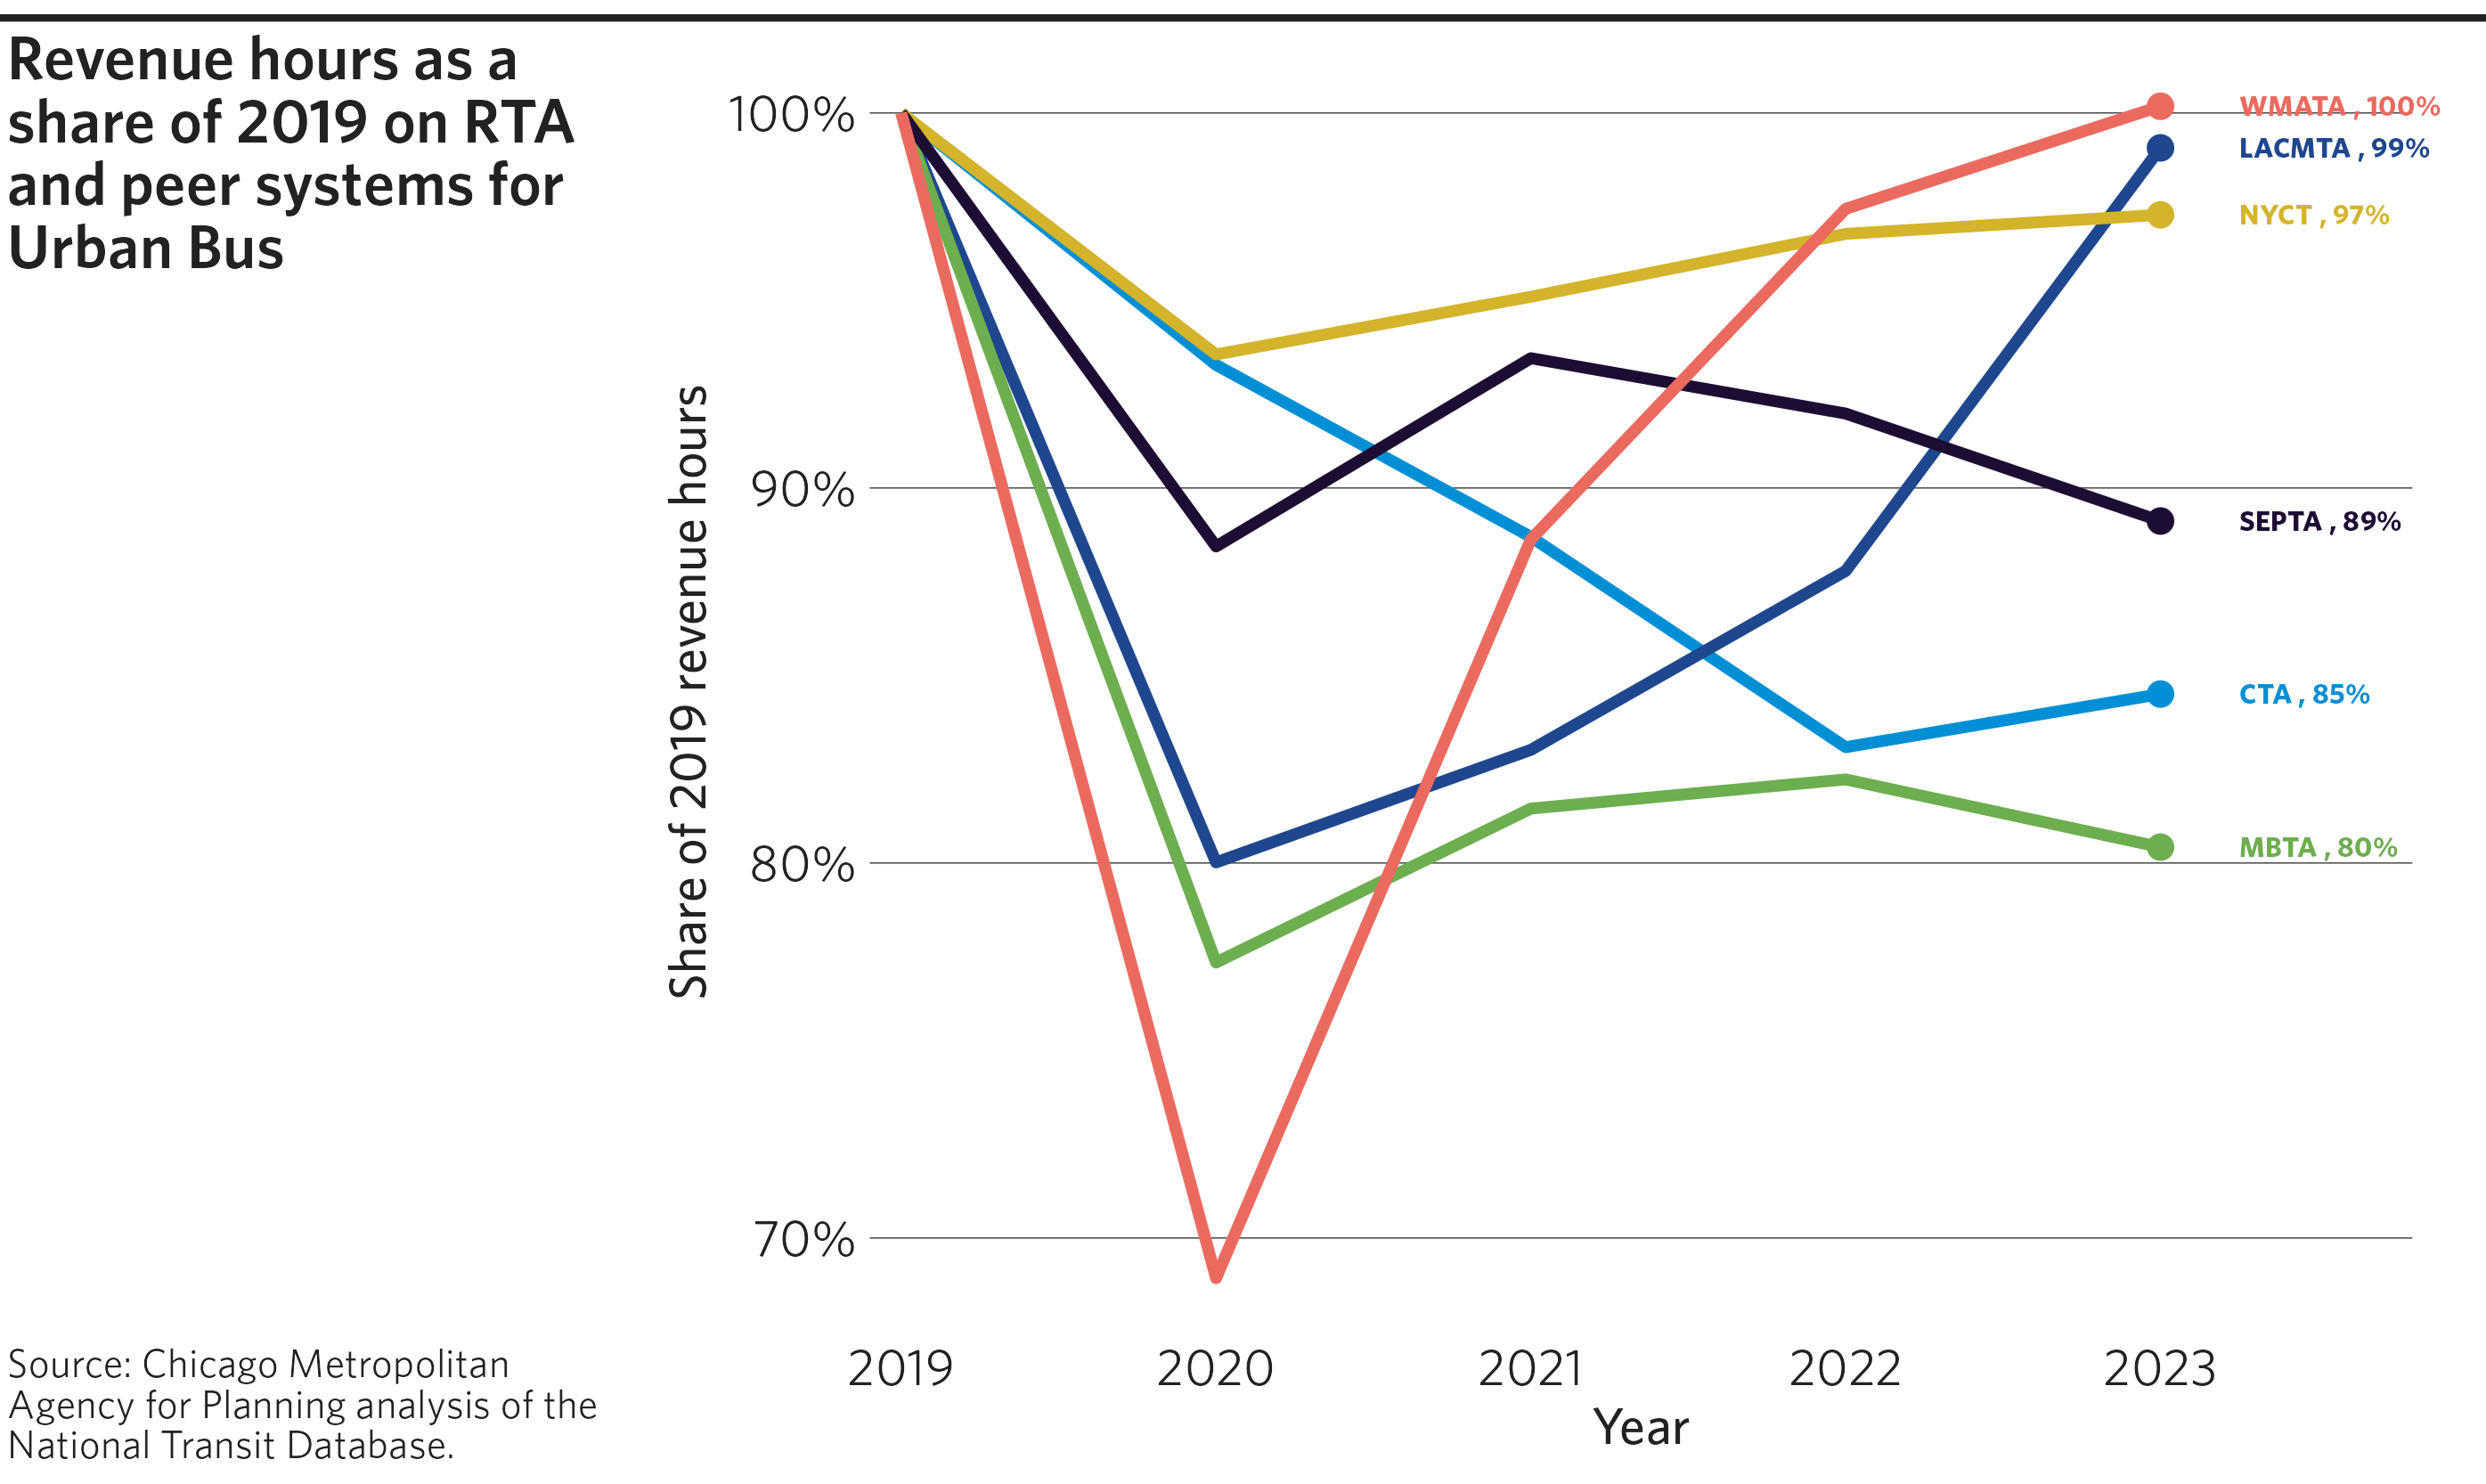 Revenue hours as a
share of 2019 on RTA
and peer systems for
Urban Bus
Share of 2019 revenue hours
100%
90%
80%
70%
WMATA , 100%
LACMTA , 99%
NYCT , 97%
SEPTA , 89%
CTA , 85%
MBTA , 80%
2019 2020 2021 2022 2023
Year
Source: Chicago Metropolitan
Agency for Planning analysis of the
National Transit Database.